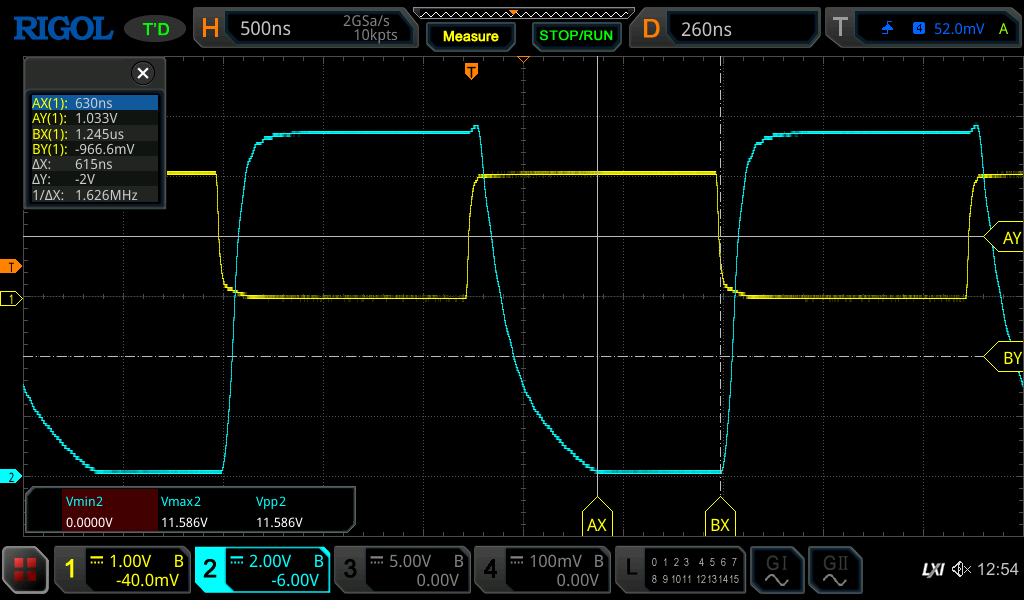 RIGOL T'D H 500ns 2GSa/s 10kpts Measure STOP/RUN D 260ns T 4 52.0mV A
T
AX(1): 630ns
AY(1): 1.033V
BX(1): 1.245us
BY(1): -966.6mV
ΔX: 615ns
ΔY: -2V
1/ΔX: 1.626MHz
AY
T
1
BY
2
Vmin2 Vmax2 Vpp2
0.0000V 11.586V 11.586V
AX BX
1 1.00V B -40.0mV
2 2.00V B -6.00V
3 5.00V B 0.00V
4 100mV B 0.00V
L 0 1 2 3 4 5 6 7
8 9 10 11 12 13 14 15
GI GII
LXI 12:54